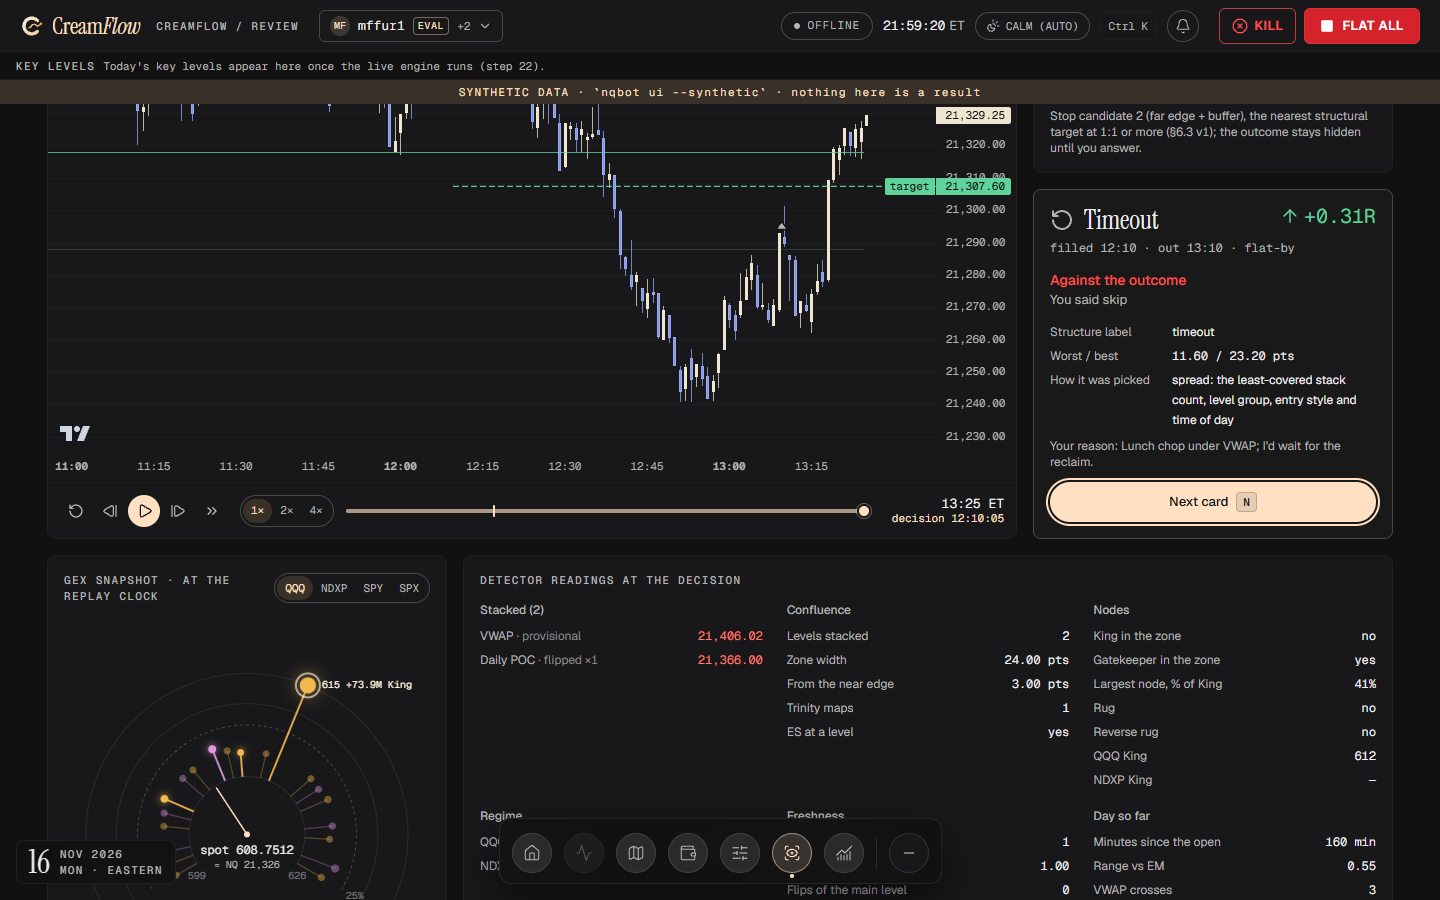 CreamFlow CREAMFLOW / REVIEW MF mffur1 EVAL +2 OFFLINE 21:59:20 ET CALM (AUTO) Ctrl K KILL FLAT ALL
KEY LEVELS Today's key levels appear here once the live engine runs (step 22).
SYNTHETIC DATA · `nqbot ui --synthetic` · nothing here is a result
21,329.25
21,320.00
21,310.00
target 21,307.60
21,300.00
21,290.00
21,280.00
21,270.00
21,260.00
21,250.00
21,240.00
21,230.00
11:00 11:15 11:30 11:45 12:00 12:15 12:30 12:45 13:00 13:15
1× 2× 4×
13:25 ET
decision 12:10:05
Stop candidate 2 (far edge + buffer), the nearest structural
target at 1:1 or more (§6.3 v1); the outcome stays hidden
until you answer.
Timeout +0.31R
filled 12:10 · out 13:10 · flat-by
Against the outcome
You said skip
Structure label timeout
Worst / best 11.60 / 23.20 pts
How it was picked spread: the least-covered stack
count, level group, entry style and
time of day
Your reason: Lunch chop under VWAP; I'd wait for the
reclaim.
Next card N
GEX SNAPSHOT · AT THE
REPLAY CLOCK
QQQ NDXP SPY SPX
615 +73.9M King
spot 608.7512
≈ NQ 21,326
599 626
25%
DETECTOR READINGS AT THE DECISION
Stacked (2)
VWAP · provisional 21,406.02
Daily POC · flipped ×1 21,366.00
Confluence
Levels stacked 2
Zone width 24.00 pts
From the near edge 3.00 pts
Trinity maps 1
ES at a level yes
Nodes
King in the zone no
Gatekeeper in the zone yes
Largest node, % of King 41%
Rug no
Reverse rug no
QQQ King 612
NDXP King –
Regime
Freshness
1
1.00
Flips of the main level 0
Day so far
Minutes since the open 160 min
Range vs EM 0.55
VWAP crosses 3
16 NOV 2026
MON · EASTERN